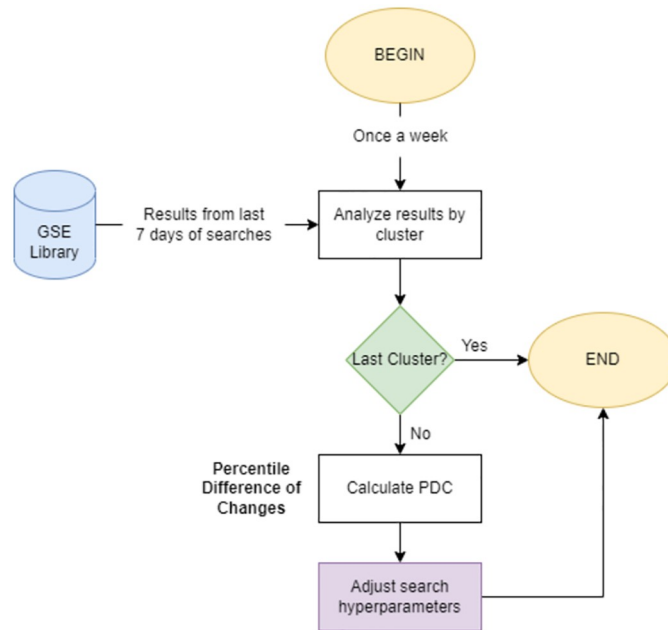 BEGIN
Once a week
GSE
Library
Results from last
7 days of searches
Analyze results by
cluster
Last Cluster?
Yes
END
No
Percentile
Difference of
Changes
Calculate PDC
Adjust search
hyperparameters